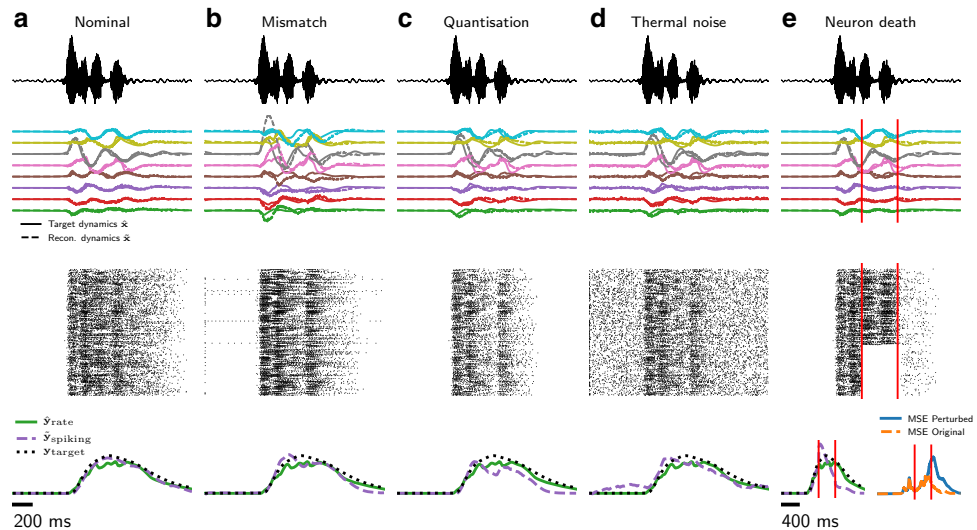 a Nominal
b Mismatch
c Quantisation
d Thermal noise
e Neuron death
Target dynamics x̃
Recon. dynamics x̃
ŷrate
ỹspiking
ytarget
MSE Perturbed
MSE Original
200 ms
400 ms